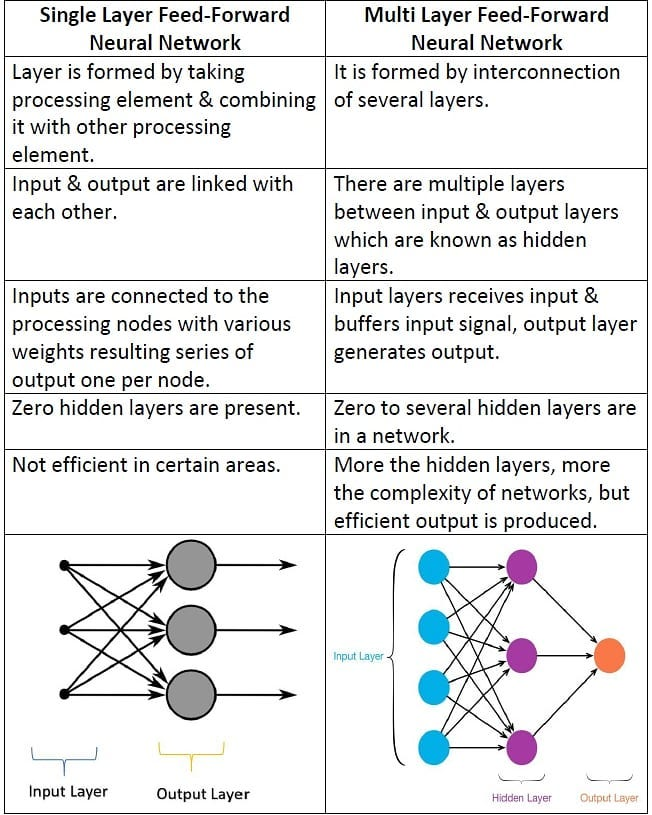 Single Layer Feed-Forward
Neural Network
Multi Layer Feed-Forward
Neural Network
Layer is formed by taking
processing element & combining
it with other processing
element.
It is formed by interconnection
of several layers.
Input & output are linked with
each other.
There are multiple layers
between input & output layers
which are known as hidden
layers.
Inputs are connected to the
processing nodes with various
weights resulting series of
output one per node.
Input layers receives input &
buffers input signal, output layer
generates output.
Zero hidden layers are present.
Zero to several hidden layers are
in a network.
Not efficient in certain areas.
More the hidden layers, more
the complexity of networks, but
efficient output is produced.
Input Layer
Output Layer
Input Layer
Hidden Layer
Output Layer